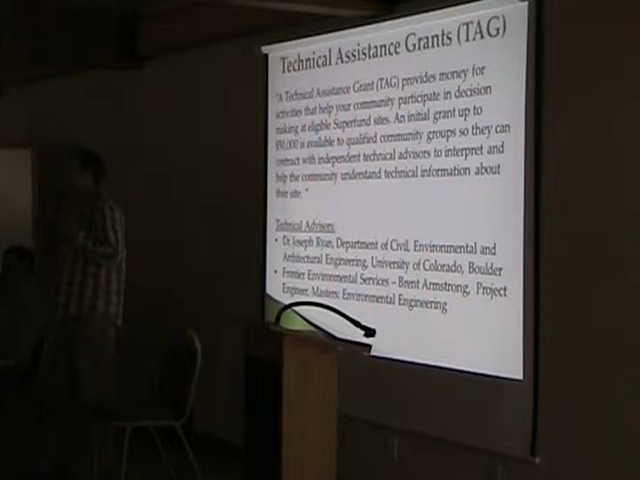 Technical Assistance Grants (TAG)
"A Technical Assistance Grant (TAG) provides money for
activities that help your community participate in decision
making at eligible Superfund sites. An initial grant up to
$50,000 is available to qualified community groups so they can
contract with independent technical advisors to interpret and
help the community understand technical information about
their site. "
Technical Advisors:
• Dr. Joseph Ryan, Department of Civil, Environmental and
Architectural Engineering, University of Colorado, Boulder
• Frontier Environmental Services – Brent Armstrong, Project
Engineer, Masters: Environmental Engineering